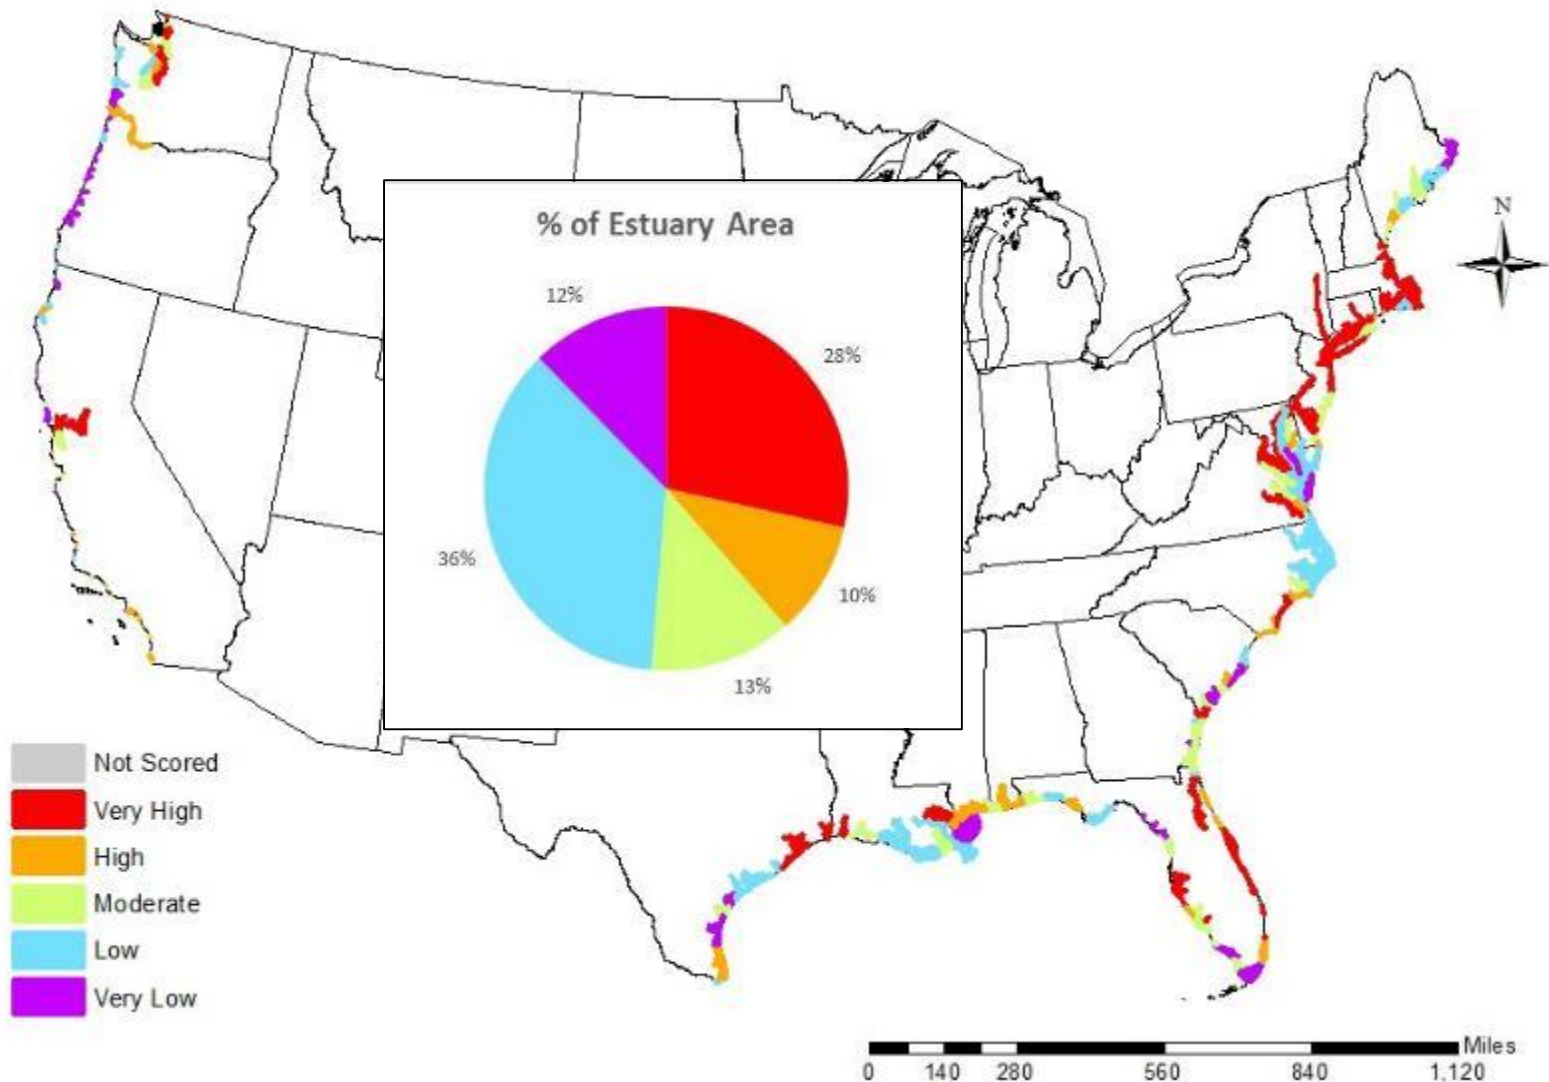 N
% of Estuary Area
12%
28%
36%
10%
13%
Not Scored
Very High
High
Moderate
Low
Very Low
Miles
0 140 280 560 840 1,120